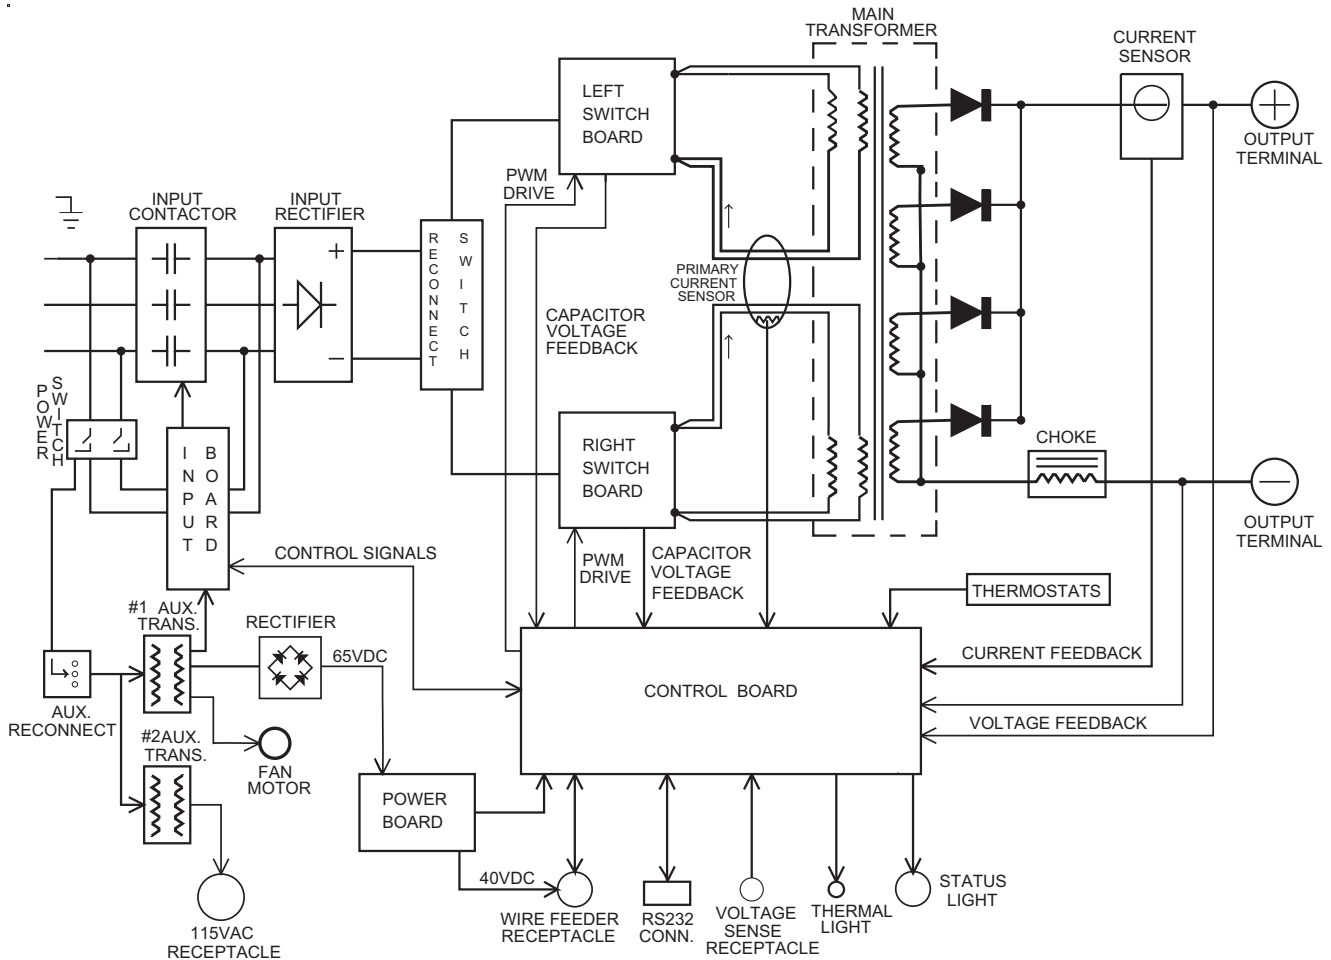 MAIN
TRANSFORMER
CURRENT
SENSOR
LEFT
SWITCH
BOARD
OUTPUT
TERMINAL
PWM
DRIVE
INPUT
CONTACTOR
INPUT
RECTIFIER
+
−
RECONNECT
SWITCH
PRIMARY
CURRENT
SENSOR
CAPACITOR
VOLTAGE
FEEDBACK
POWER
SWITCH
INPUT
BOARD
RIGHT
SWITCH
BOARD
CHOKE
OUTPUT
TERMINAL
CONTROL SIGNALS
PWM
DRIVE
CAPACITOR
VOLTAGE
FEEDBACK
THERMOSTATS
#1 AUX.
TRANS.
RECTIFIER
65VDC
CURRENT FEEDBACK
CONTROL BOARD
AUX.
RECONNECT
VOLTAGE FEEDBACK
#2AUX.
TRANS.
FAN
MOTOR
POWER
BOARD
40VDC
WIRE FEEDER
RECEPTACLE
RS232
CONN.
VOLTAGE
SENSE
RECEPTACLE
THERMAL
LIGHT
STATUS
LIGHT
115VAC
RECEPTACLE